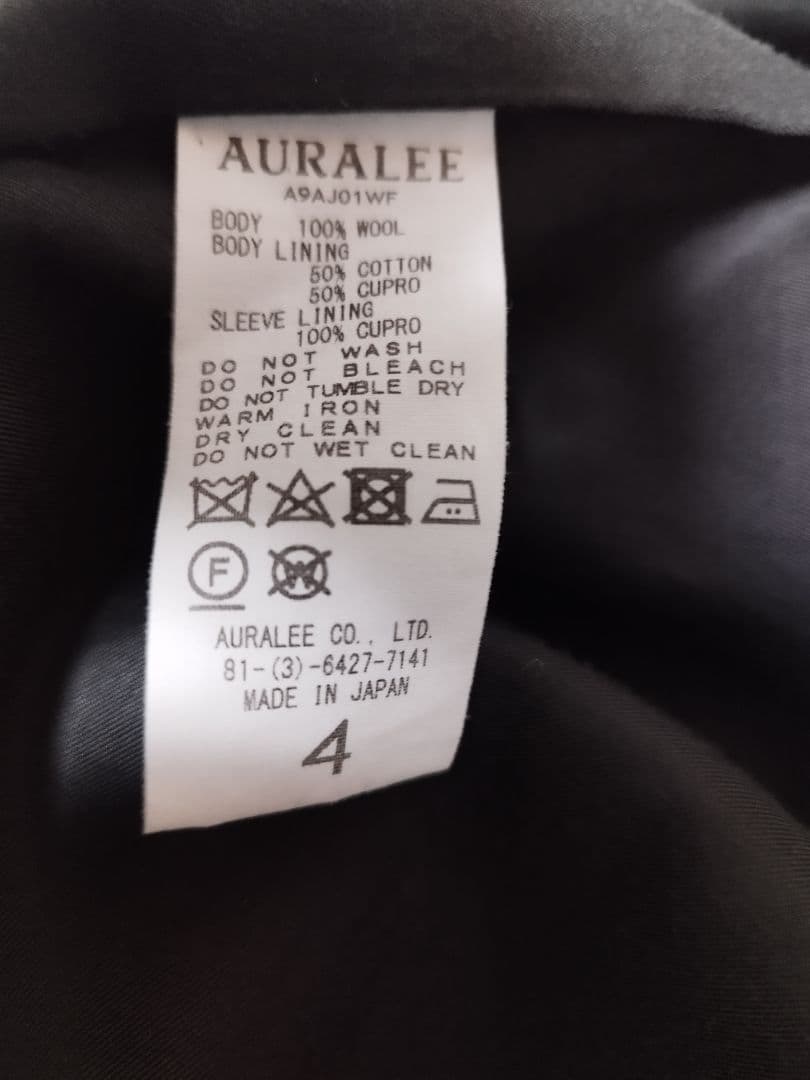 AURALEE
A9AJ01WF
BODY 100% WOOL
BODY LINING
50% COTTON
50% CUPRO
SLEEVE LINING
100% CUPRO
DO NOT WASH
DO NOT BLEACH
DO NOT TUMBLE DRY
WARM IRON
DRY CLEAN
DO NOT WET CLEAN
F W
AURALEE CO., LTD.
81-(3)-6427-7141
MADE IN JAPAN
4